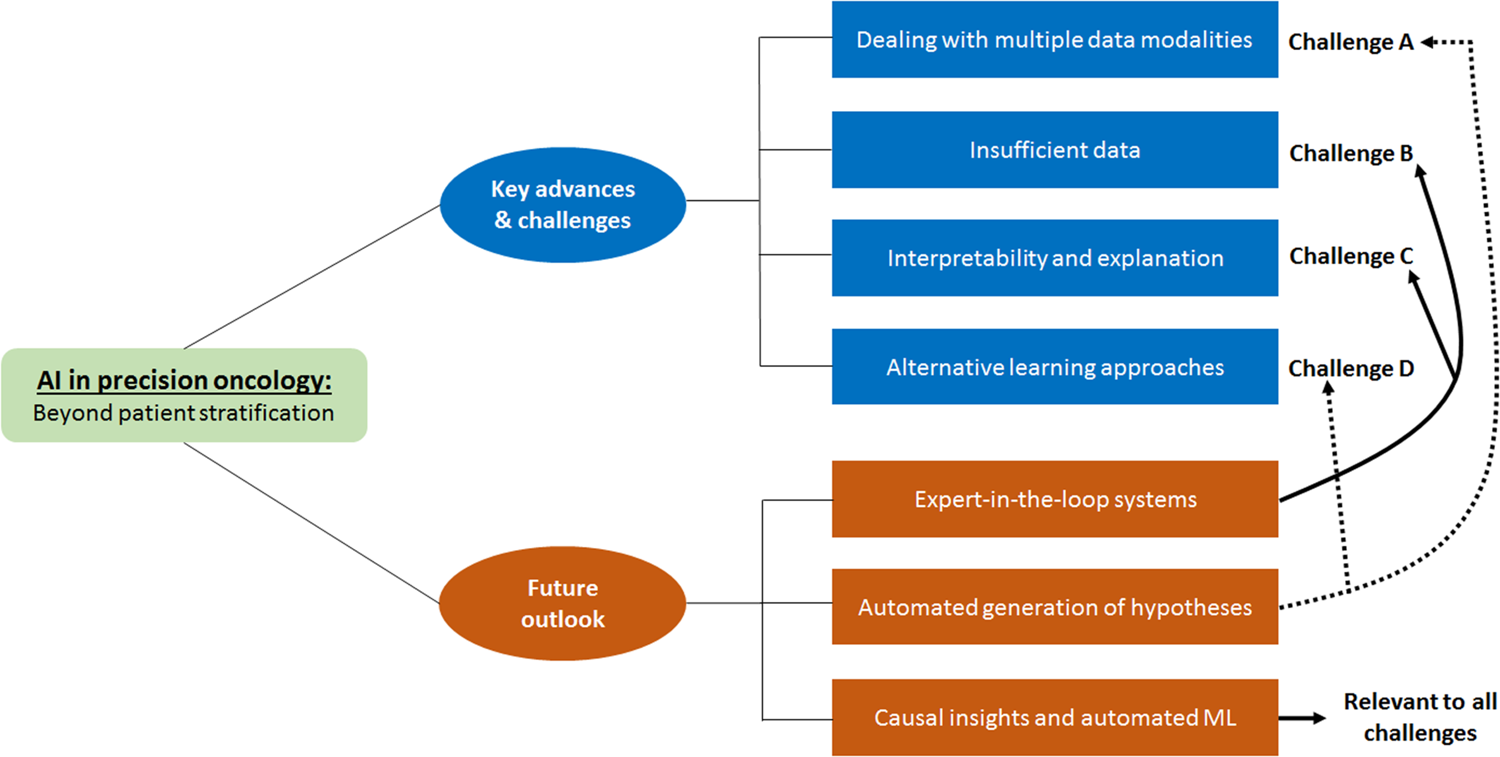 AI in precision oncology:
Beyond patient stratification
Key advances
& challenges
Dealing with multiple data modalities
Challenge A
Insufficient data
Challenge B
Interpretability and explanation
Challenge C
Alternative learning approaches
Challenge D
Future
outlook
Expert-in-the-loop systems
Automated generation of hypotheses
Causal insights and automated ML
Relevant to all
challenges